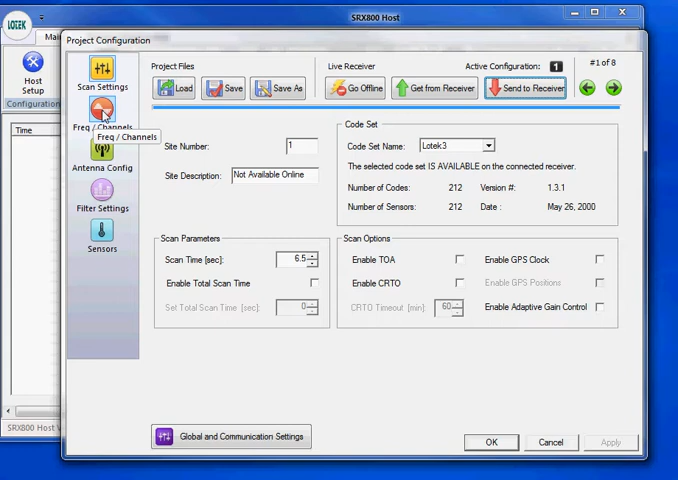 LOTEK
SRX800 Host
Mai
Host
Setup
Configuration
Time
SRX800 Host V
Project Configuration
Scan Settings
Freq / Channels
Freq / Channels
Antenna Config
Filter Settings
Sensors
Project Files
Live Receiver
Active Configuration: 1
#1 of 8
Load
Save
Save As
Go Offline
Get from Receiver
Send to Receiver
Site Number: 1
Site Description: Not Available Online
Code Set
Code Set Name: Lotek3
The selected code set IS AVAILABLE on the connected receiver.
Number of Codes: 212 Version #: 1.3.1
Number of Sensors: 212 Date : May 26, 2000
Scan Parameters
Scan Time [sec]: 6.5
Enable Total Scan Time
Set Total Scan Time [sec]: 0
Scan Options
Enable TOA Enable GPS Clock
Enable CRTO Enable GPS Positions
CRTO Timeout [min]: 60 Enable Adaptive Gain Control
Global and Communication Settings
OK Cancel Apply